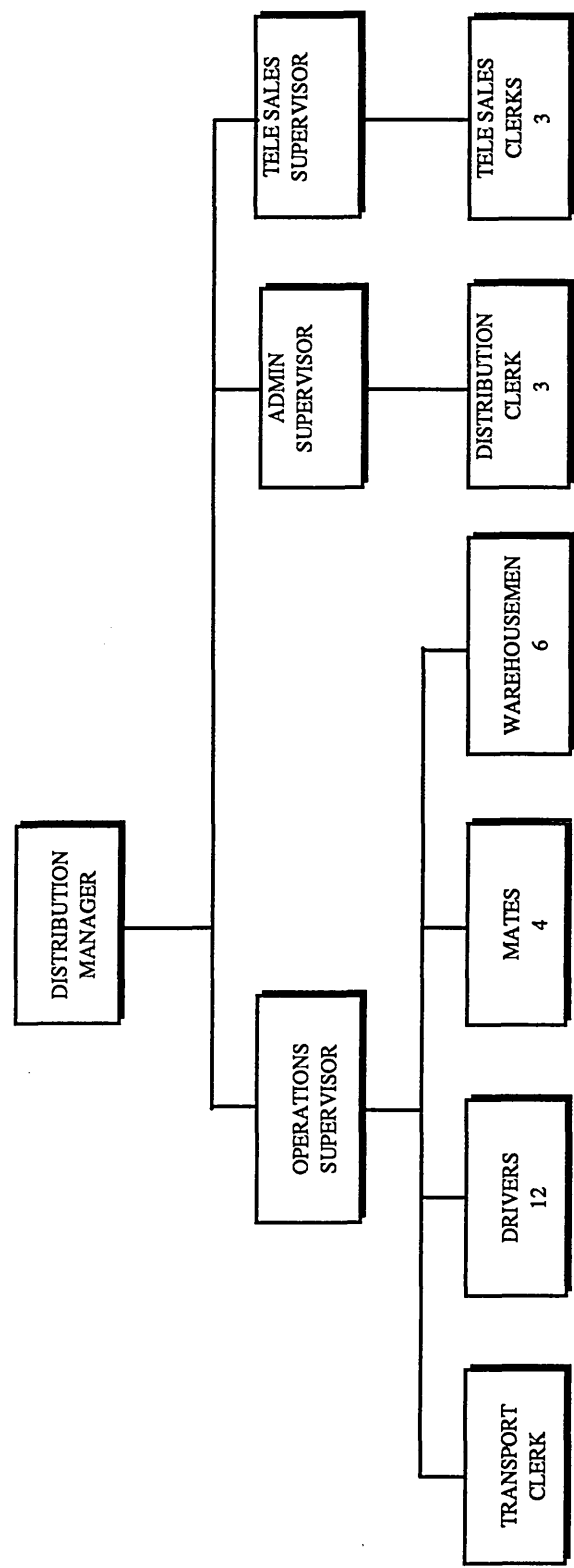 DISTRIBUTION
MANAGER
OPERATIONS
SUPERVISOR
ADMIN
SUPERVISOR
TELE SALES
SUPERVISOR
TRANSPORT
CLERK
DRIVERS
12
MATES
4
WAREHOUSEMEN
6
DISTRIBUTION
CLERK
3
TELE SALES
CLERKS
3